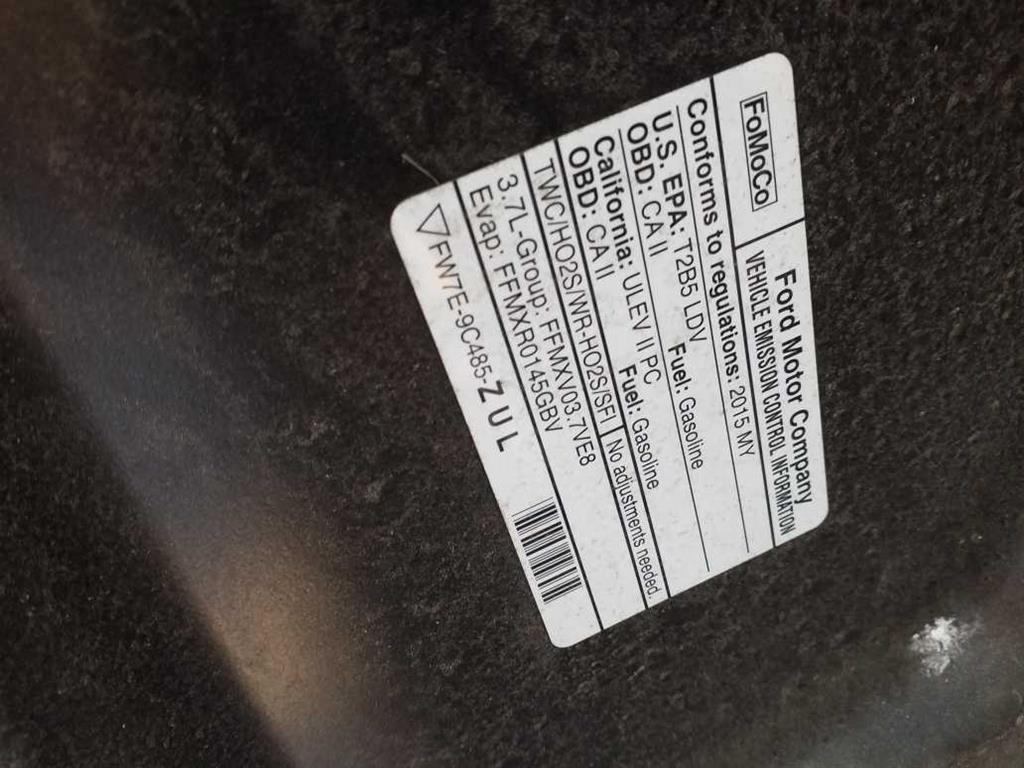 FoMoCo
Ford Motor Company
VEHICLE EMISSION CONTROL INFORMATION
Conforms to regulations: 2015 MY
U.S. EPA: T2B5 LDV Fuel: Gasoline
OBD: CA II
California: ULEV II PC Fuel: Gasoline
OBD: CA II
TWC/HO2S/WR-HO2S/SFI No adjustments needed.
3.7L-Group: FFMXV03.7VE8
Evap: FFMXR0145GBV
FW7E-9C485-Z U L